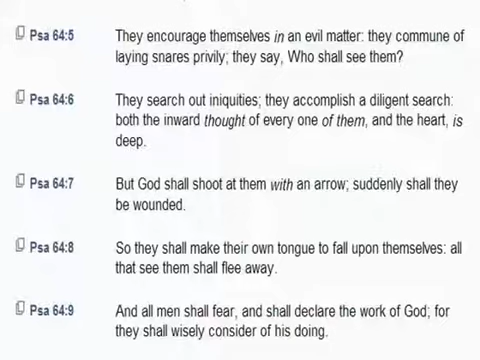 Psa 64:5 They encourage themselves in an evil matter: they commune of
laying snares privily; they say, Who shall see them?
Psa 64:6 They search out iniquities; they accomplish a diligent search:
both the inward thought of every one of them, and the heart, is
deep.
Psa 64:7 But God shall shoot at them with an arrow; suddenly shall they
be wounded.
Psa 64:8 So they shall make their own tongue to fall upon themselves: all
that see them shall flee away.
Psa 64:9 And all men shall fear, and shall declare the work of God; for
they shall wisely consider of his doing.